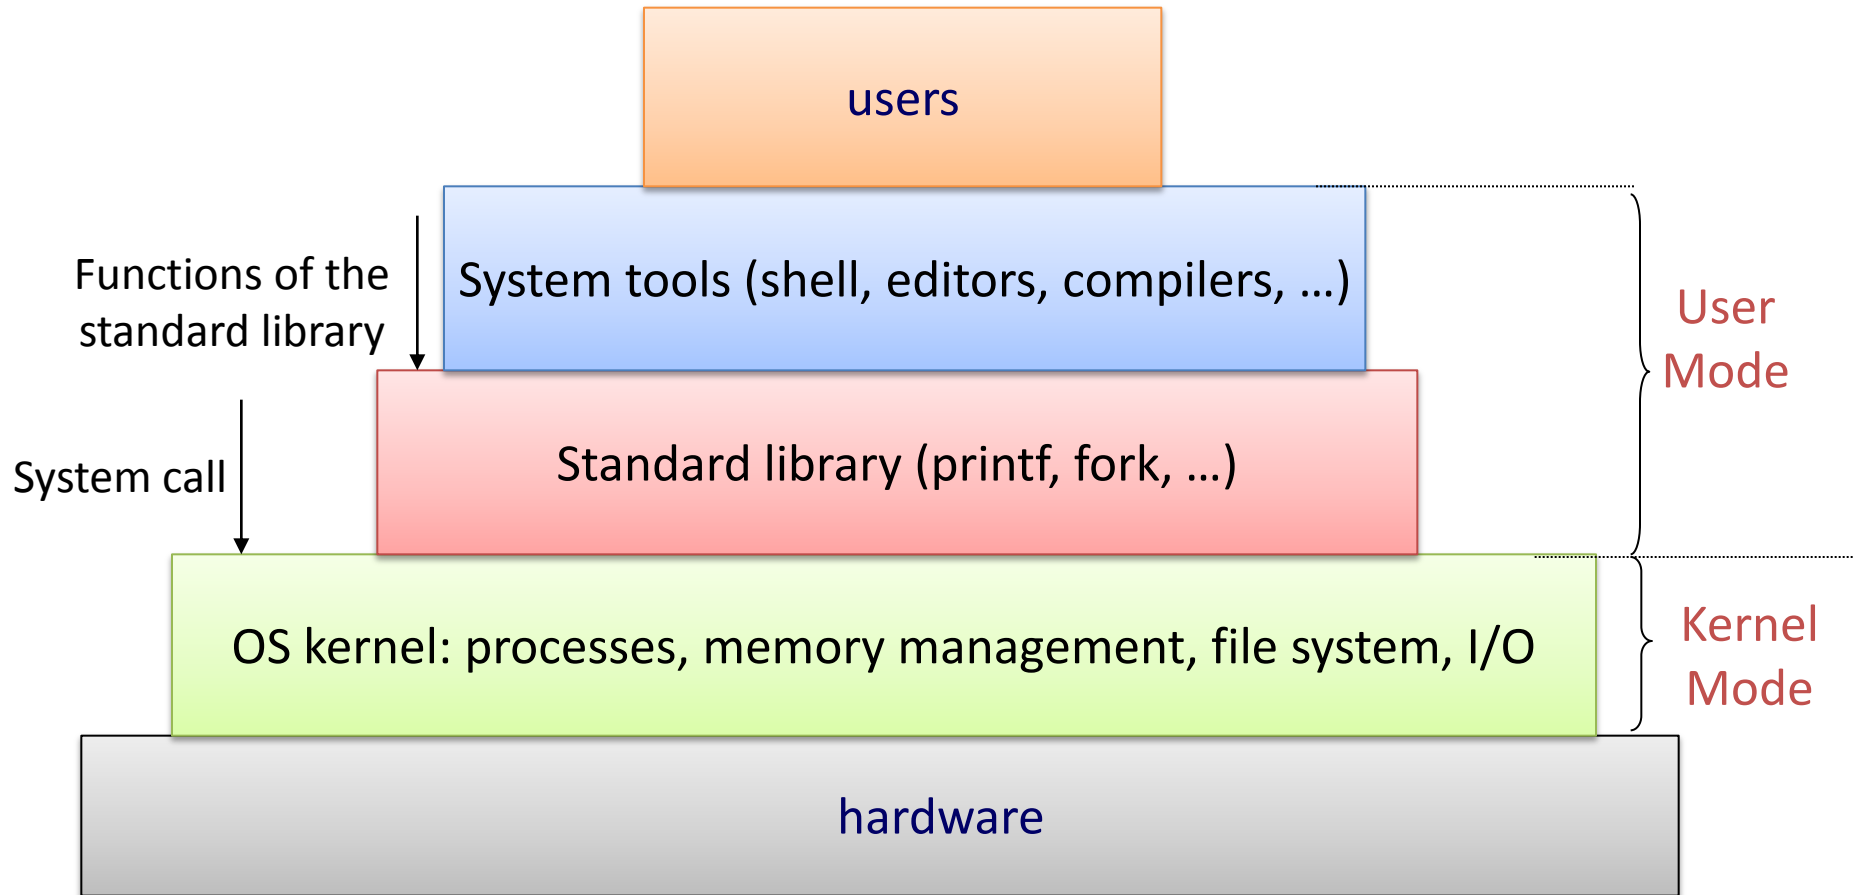 users
Functions of the
standard library
System tools (shell, editors, compilers, …)
User
Mode
System call
Standard library (printf, fork, …)
OS kernel: processes, memory management, file system, I/O
Kernel
Mode
hardware